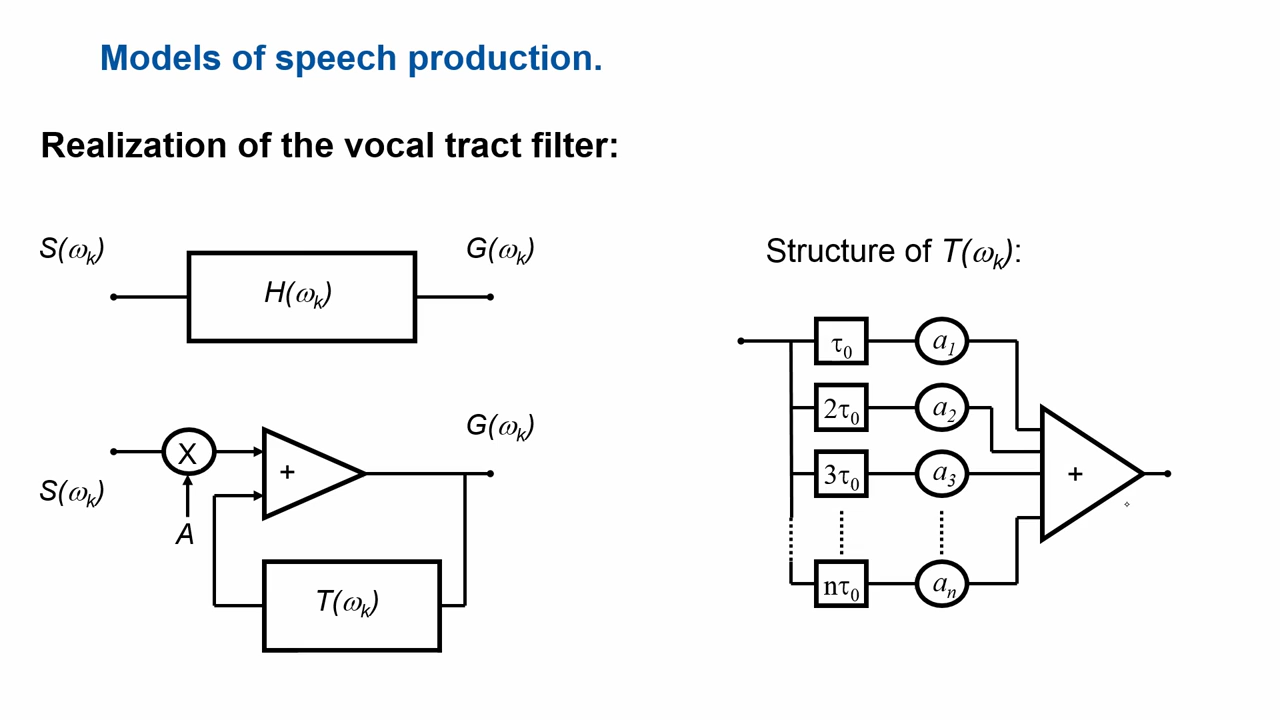 Models of speech production.
Realization of the vocal tract filter:
S(ωₖ)
G(ωₖ)
H(ωₖ)
S(ωₖ)
X
A
+
G(ωₖ)
T(ωₖ)
Structure of T(ωₖ):
τ₀ a₁
2τ₀ a₂
3τ₀ a₃
+
nτ₀ aₙ